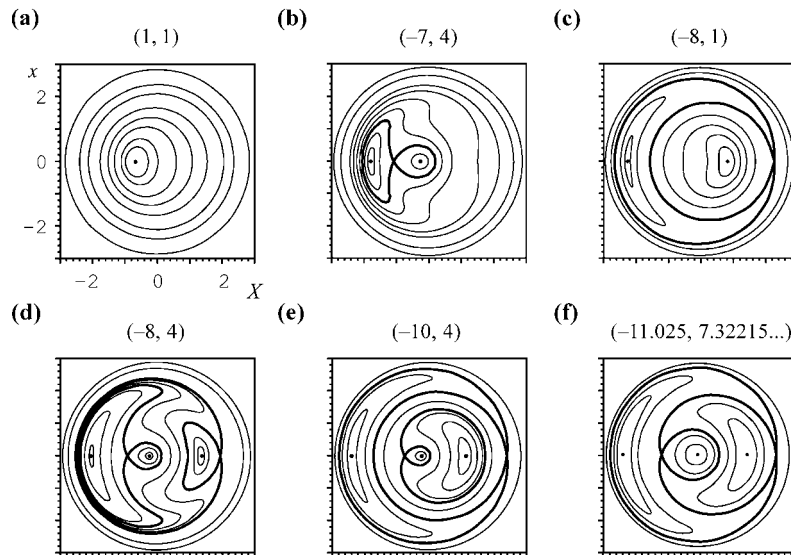 (a) (b) (c)
(1, 1) (–7, 4) (–8, 1)
x
2
0
−2
−2 0 2 X
(d) (e) (f)
(–8, 4) (–10, 4) (–11.025, 7.32215...)